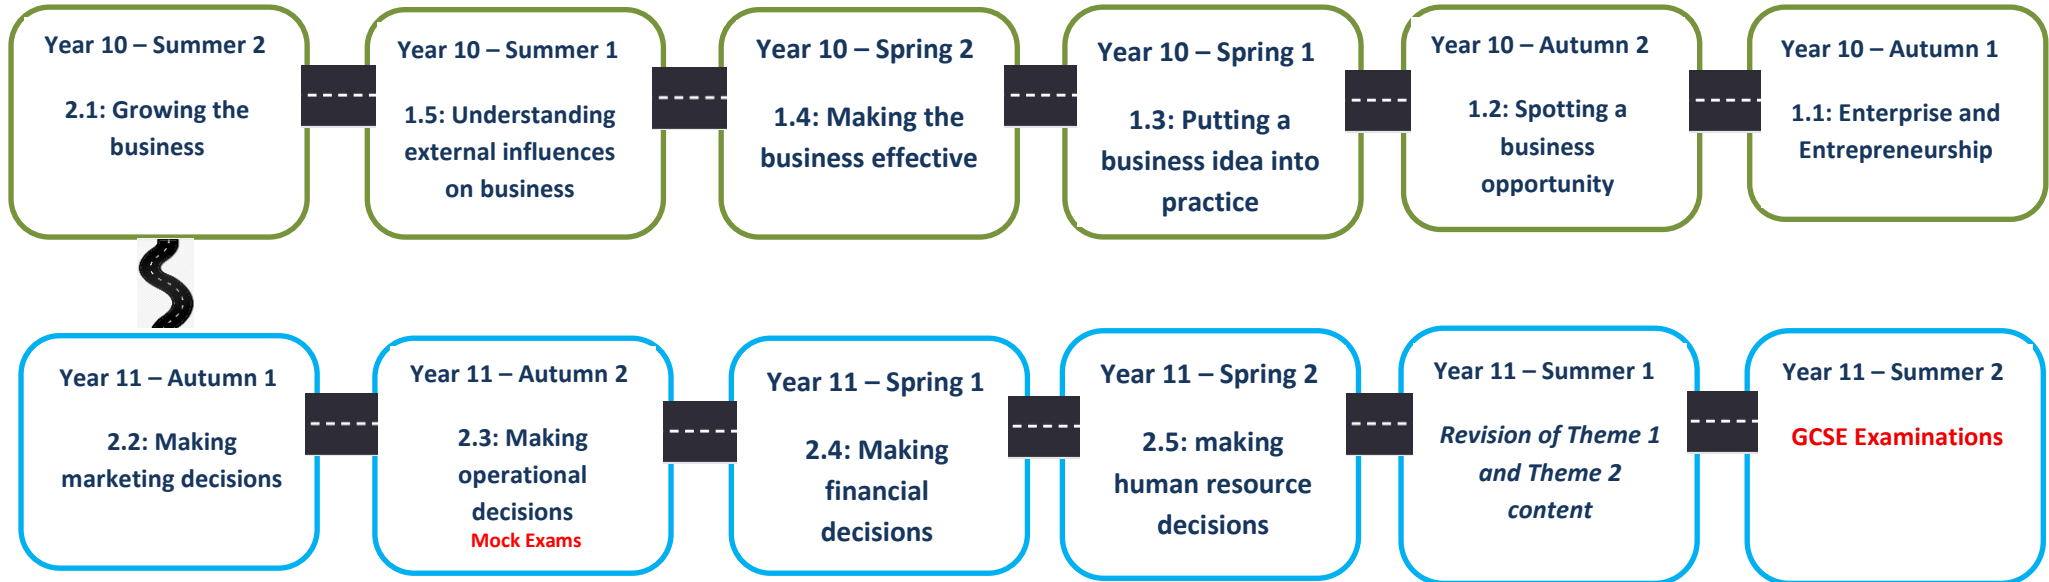 Year 10 – Summer 2
2.1: Growing the
business
Year 10 – Summer 1
1.5: Understanding
external influences
on business
Year 10 – Spring 2
1.4: Making the
business effective
Year 10 – Spring 1
1.3: Putting a
business idea into
practice
Year 10 – Autumn 2
1.2: Spotting a
business
opportunity
Year 10 – Autumn 1
1.1: Enterprise and
Entrepreneurship
Year 11 – Autumn 1
2.2: Making
marketing decisions
Year 11 – Autumn 2
2.3: Making
operational
decisions
Mock Exams
Year 11 – Spring 1
2.4: Making
financial
decisions
Year 11 – Spring 2
2.5: making
human resource
decisions
Year 11 – Summer 1
Revision of Theme 1
and Theme 2
content
Year 11 – Summer 2
GCSE Examinations